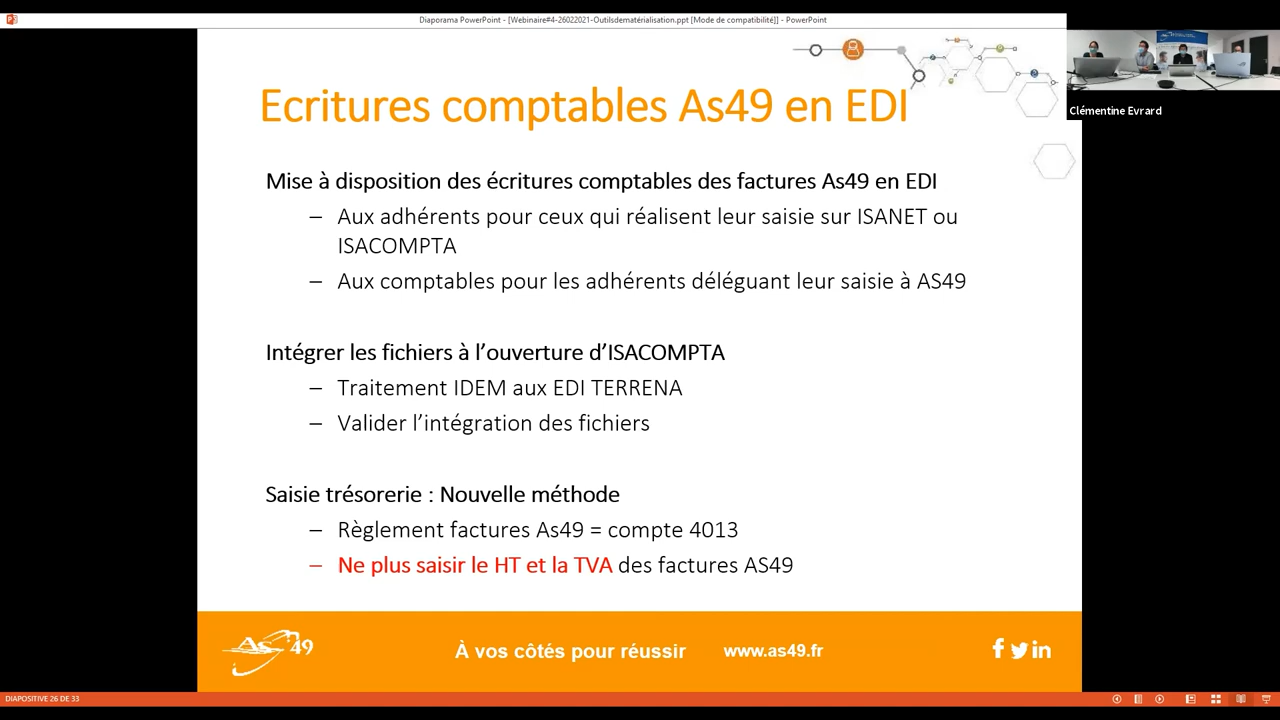 Diaporama PowerPoint - [Webinaire#4-26022021-Outilsdematérialisation.ppt [Mode de compatibilité]] - PowerPoint
Clémentine Evrard
Ecritures comptables As49 en EDI
Mise à disposition des écritures comptables des factures As49 en EDI
– Aux adhérents pour ceux qui réalisent leur saisie sur ISANET ou
ISACOMPTA
– Aux comptables pour les adhérents déléguant leur saisie à AS49
Intégrer les fichiers à l’ouverture d’ISACOMPTA
– Traitement IDEM aux EDI TERRENA
– Valider l’intégration des fichiers
Saisie trésorerie : Nouvelle méthode
– Règlement factures As49 = compte 4013
– Ne plus saisir le HT et la TVA des factures AS49
As 49
À vos côtés pour réussir
www.as49.fr
DIAPOSITIVE 26 DE 33